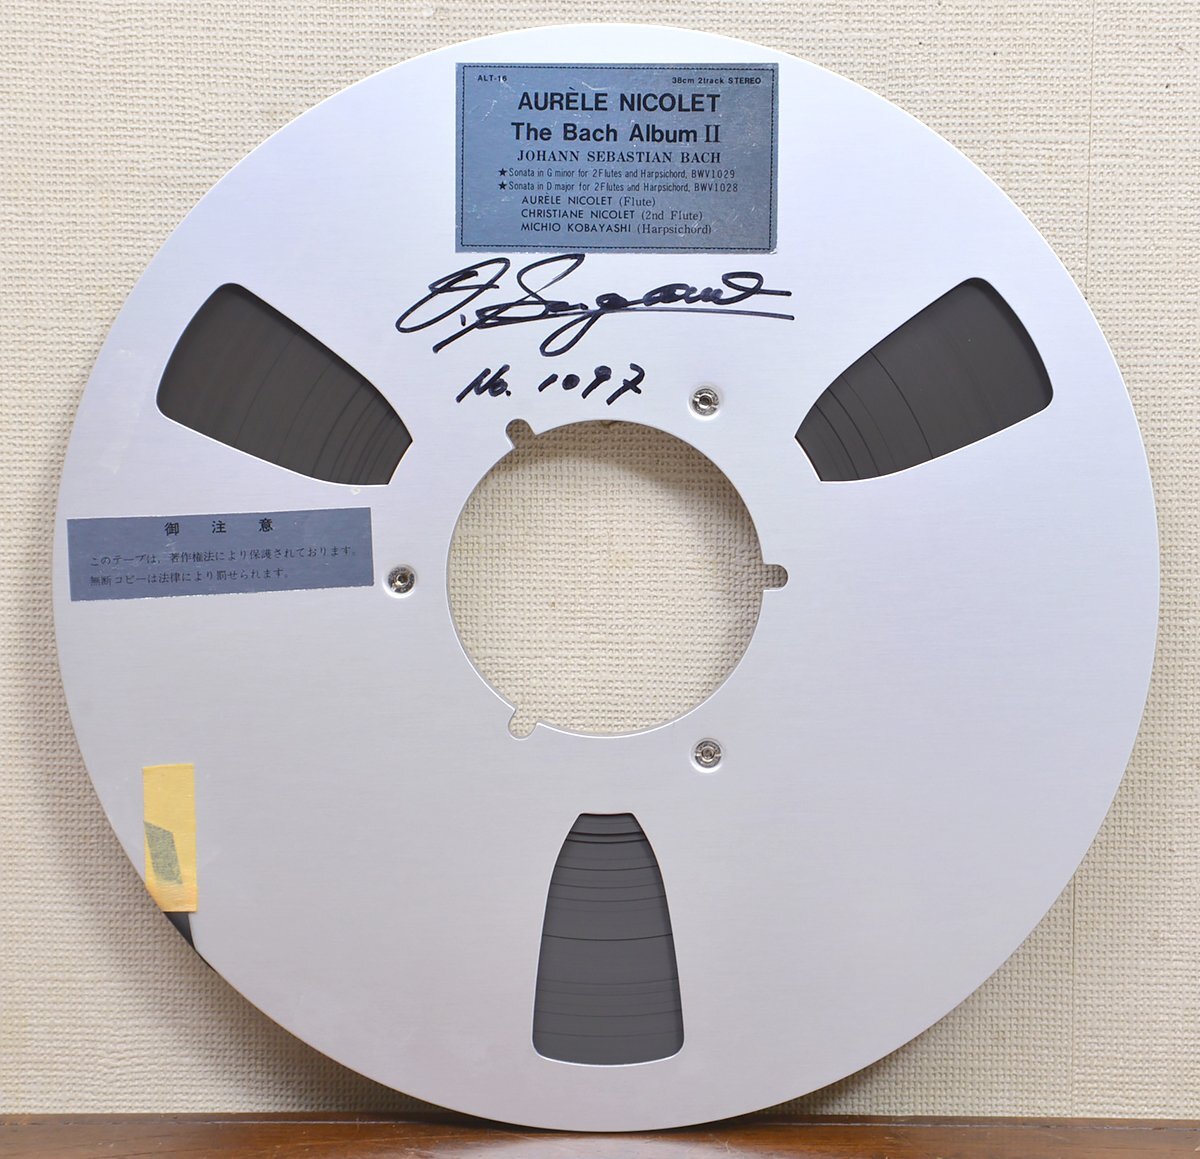 ALT-16 38cm 2track STEREO
AURÈLE NICOLET
The Bach Album II
JOHANN SEBASTIAN BACH
★Sonata in G minor for 2Flutes and Harpsichord, BWV1029
★Sonata in D major for 2Flutes and Harpsichord, BWV1028
AURÈLE NICOLET (Flute)
CHRISTIANE NICOLET (2nd Flute)
MICHIO KOBAYASHI (Harpsichord)
No. 1097
御 注 意
このテープは、著作権法により保護されております。
無断コピーは法律により罰せられます。